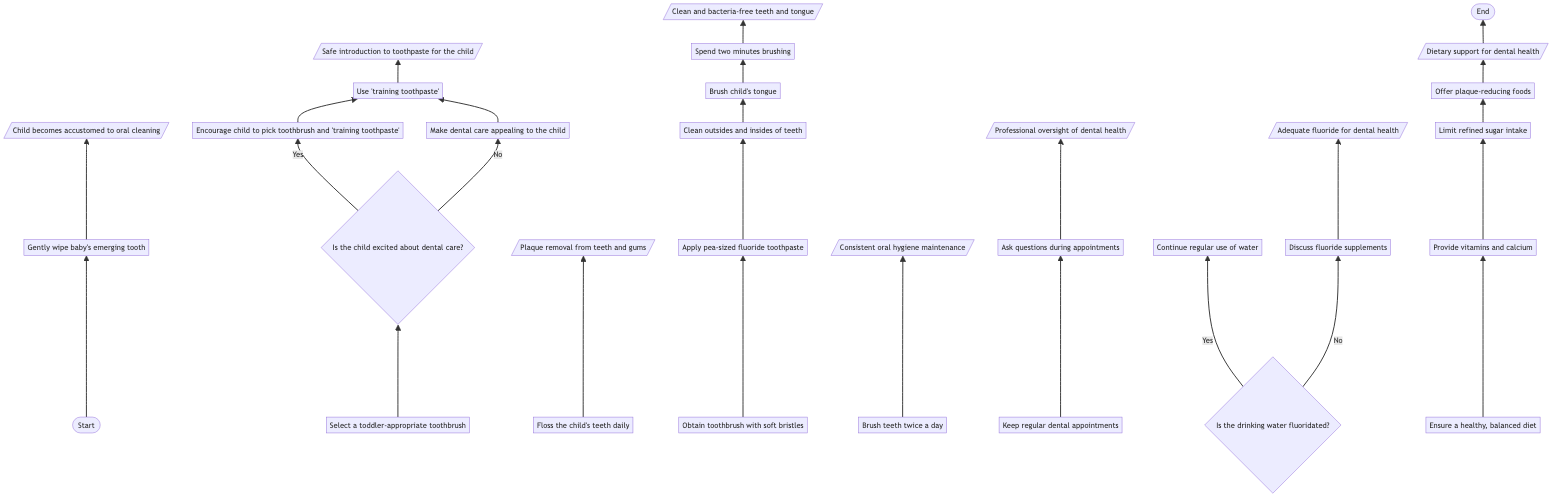 Clean and bacteria-free teeth and tongue
End
Safe introduction to toothpaste for the child
Spend two minutes brushing
Dietary support for dental health
Use 'training toothpaste'
Brush child's tongue
Offer plaque-reducing foods
Child becomes accustomed to oral cleaning
Encourage child to pick toothbrush and 'training toothpaste'
Make dental care appealing to the child
Clean outsides and insides of teeth
Professional oversight of dental health
Adequate fluoride for dental health
Limit refined sugar intake
Yes
No
Gently wipe baby's emerging tooth
Is the child excited about dental care?
Plaque removal from teeth and gums
Apply pea-sized fluoride toothpaste
Consistent oral hygiene maintenance
Ask questions during appointments
Continue regular use of water
Discuss fluoride supplements
Provide vitamins and calcium
Yes
No
Start
Select a toddler-appropriate toothbrush
Floss the child's teeth daily
Obtain toothbrush with soft bristles
Brush teeth twice a day
Keep regular dental appointments
Is the drinking water fluoridated?
Ensure a healthy, balanced diet